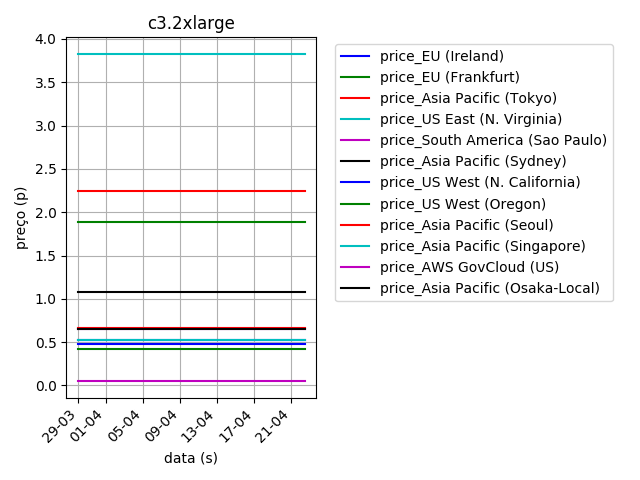 c3.2xlarge
4.0
3.5
3.0
2.5
2.0
1.5
1.0
0.5
0.0
preço (p)
29-03
01-04
05-04
09-04
13-04
17-04
21-04
data (s)
price_EU (Ireland)
price_EU (Frankfurt)
price_Asia Pacific (Tokyo)
price_US East (N. Virginia)
price_South America (Sao Paulo)
price_Asia Pacific (Sydney)
price_US West (N. California)
price_US West (Oregon)
price_Asia Pacific (Seoul)
price_Asia Pacific (Singapore)
price_AWS GovCloud (US)
price_Asia Pacific (Osaka-Local)